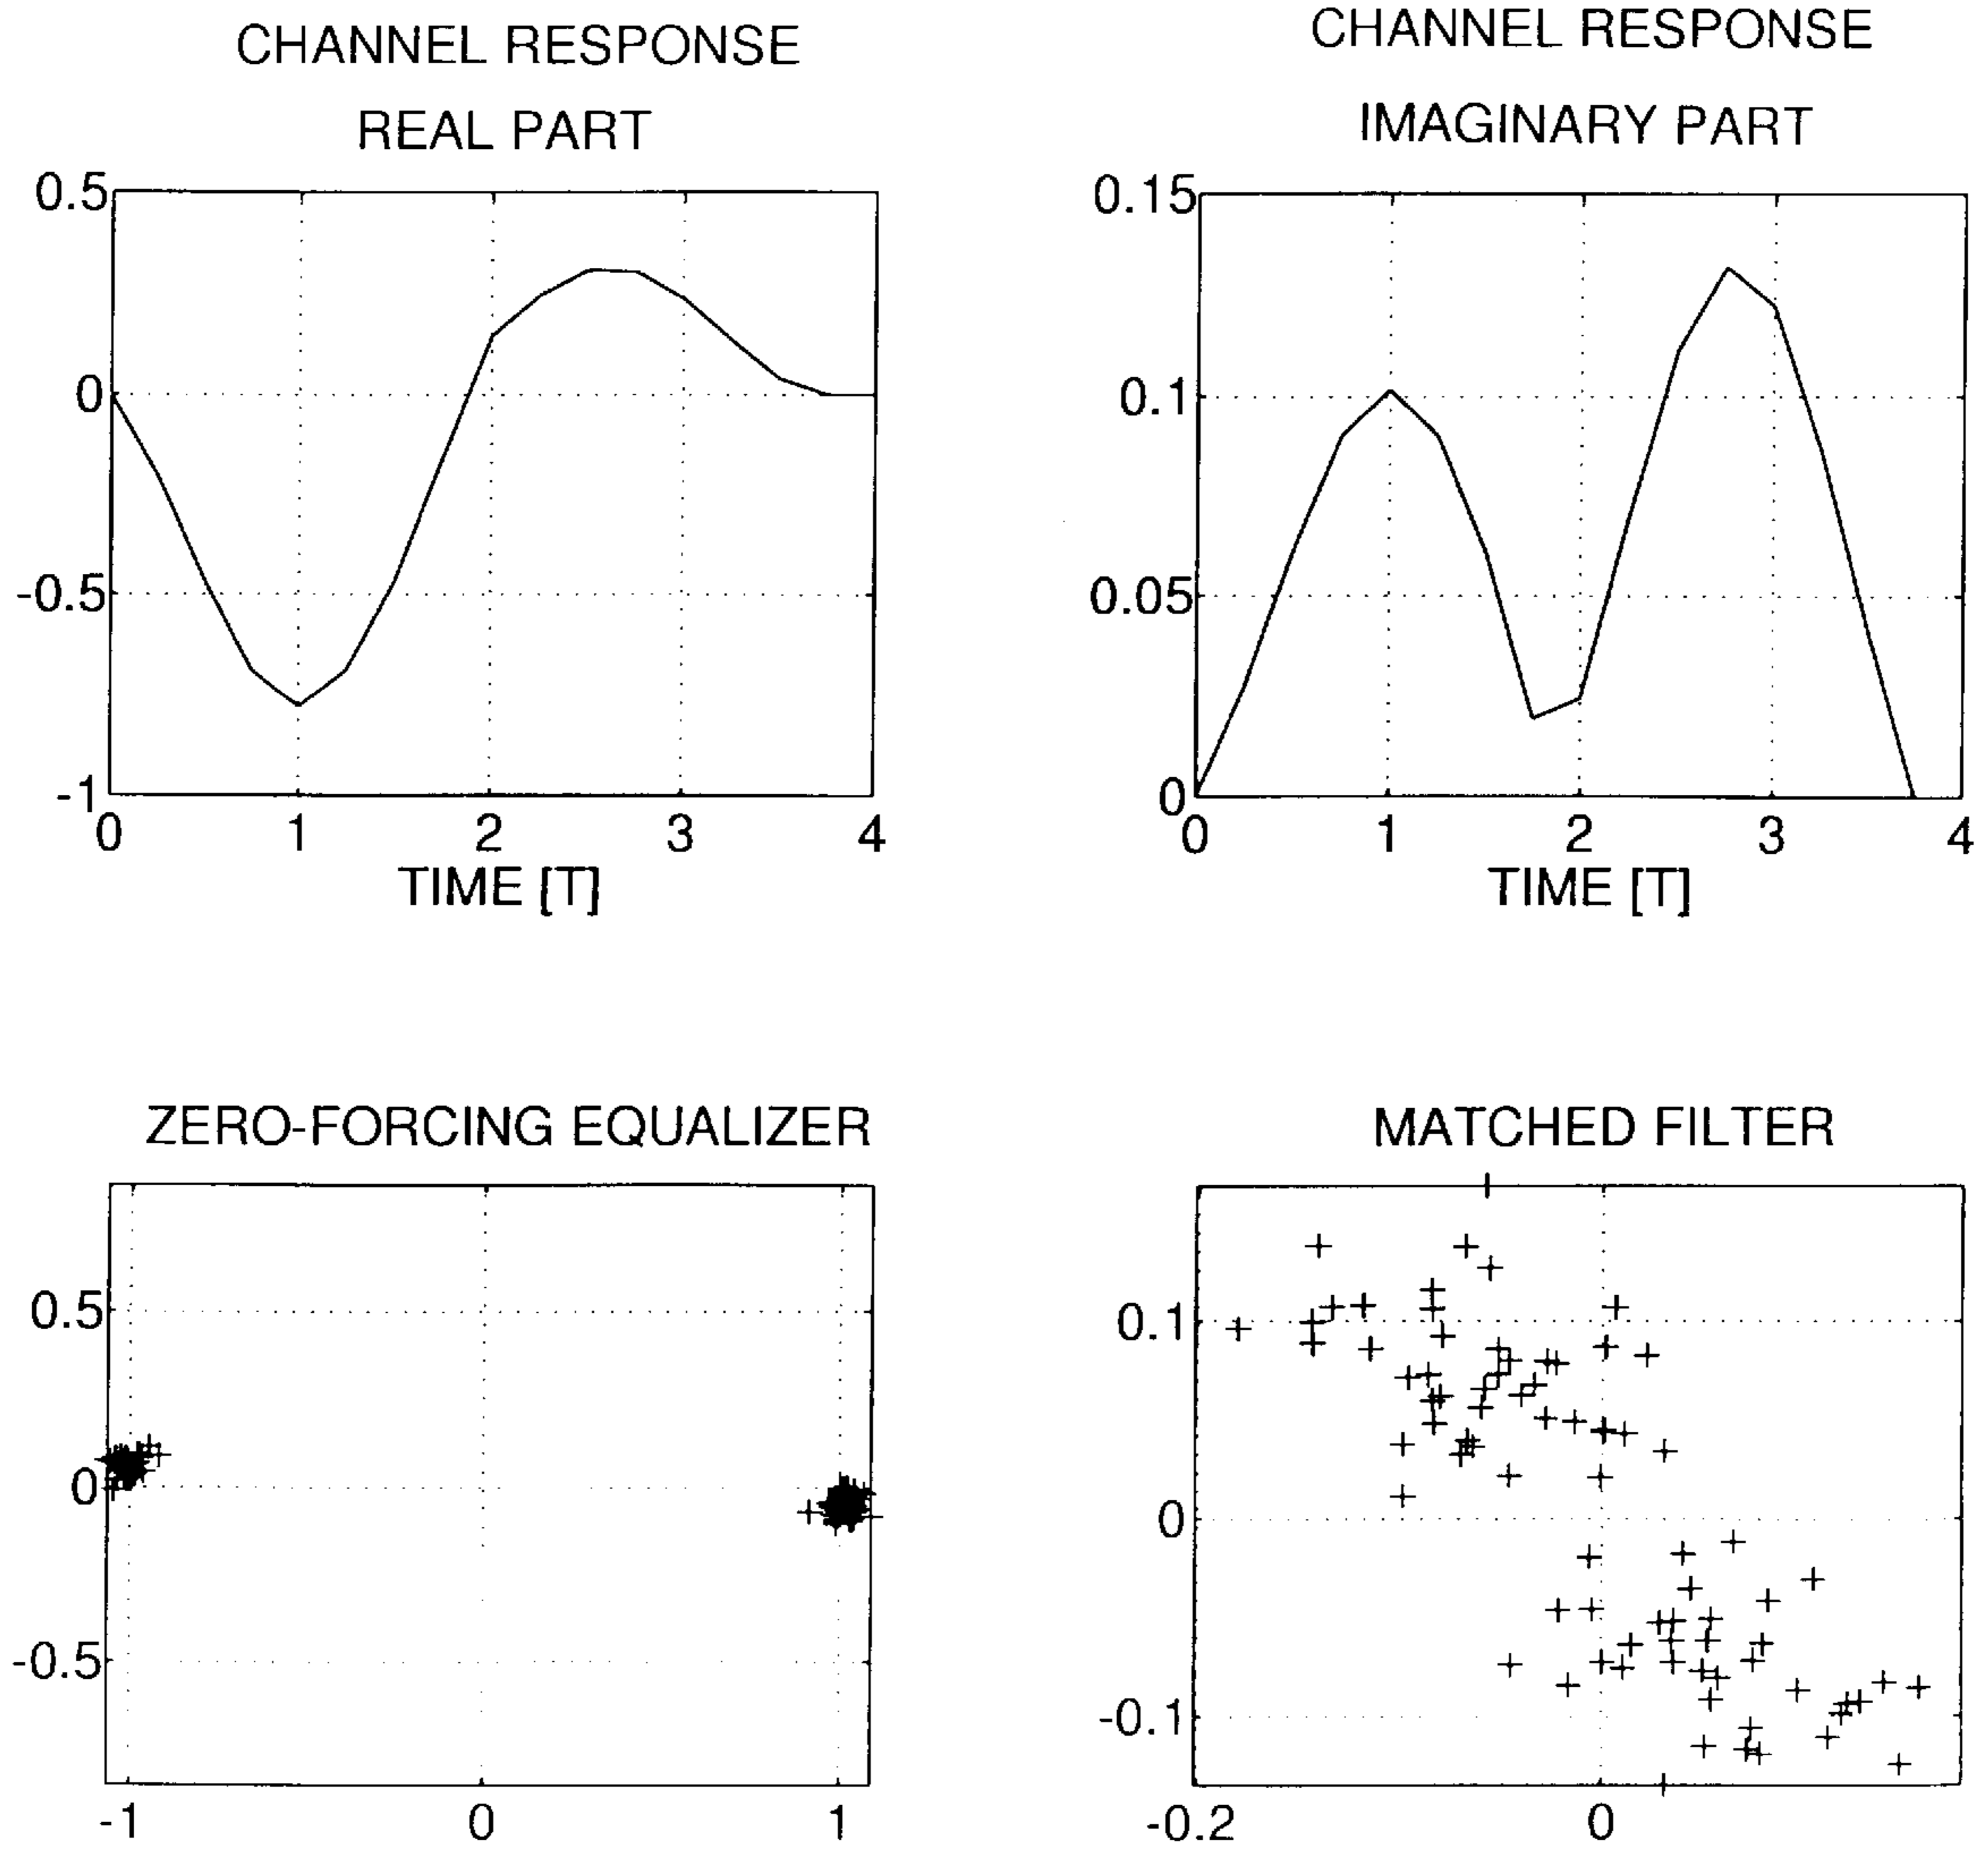 CHANNEL RESPONSE
REAL PART
0.5
0
-0.5
-1
0 1 2 3 4
TIME [T]
CHANNEL RESPONSE
IMAGINARY PART
0.15
0.1
0.05
0
0 1 2 3 4
TIME [T]
ZERO-FORCING EQUALIZER
0.5
0
-0.5
-1 0 1
MATCHED FILTER
0.1
0
-0.1
-0.2 0